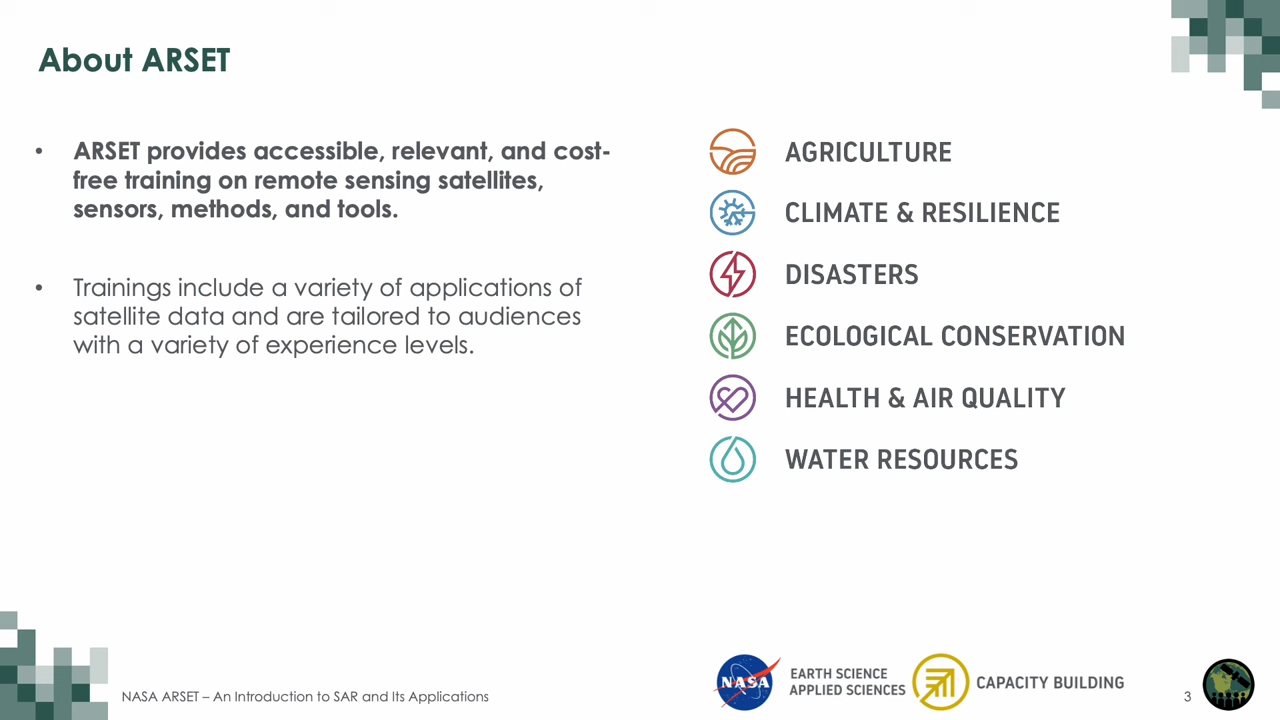 About ARSET
• ARSET provides accessible, relevant, and cost-
free training on remote sensing satellites,
sensors, methods, and tools.
• Trainings include a variety of applications of
satellite data and are tailored to audiences
with a variety of experience levels.
AGRICULTURE
CLIMATE & RESILIENCE
DISASTERS
ECOLOGICAL CONSERVATION
HEALTH & AIR QUALITY
WATER RESOURCES
NASA ARSET – An Introduction to SAR and Its Applications
NASA
EARTH SCIENCE
APPLIED SCIENCES
CAPACITY BUILDING
3